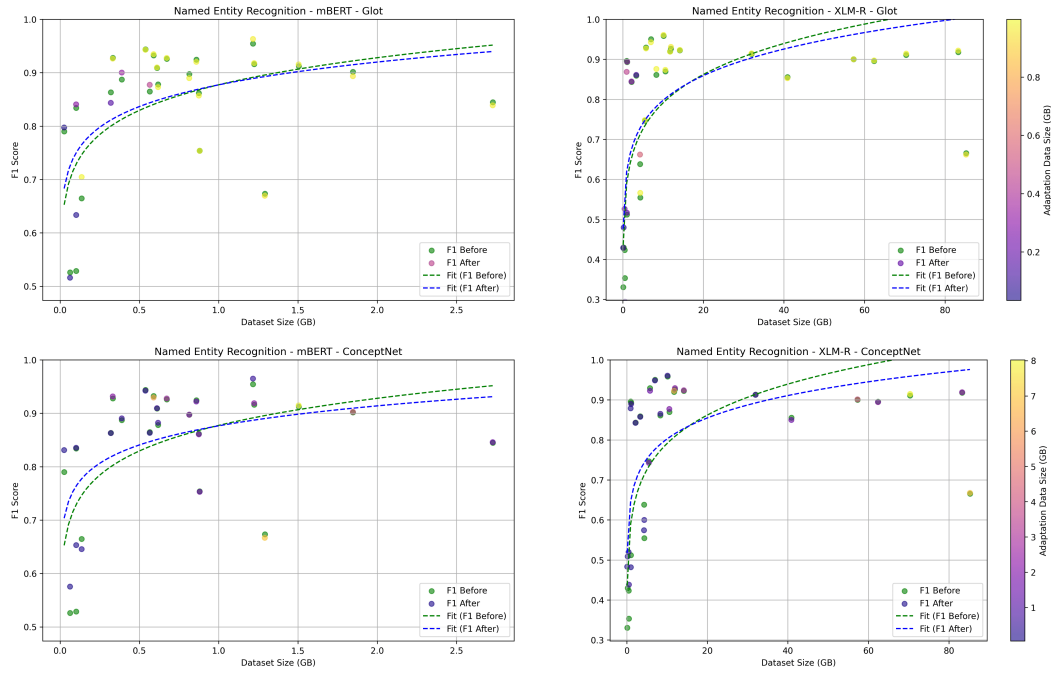 Named Entity Recognition - mBERT - Glot
1.0
0.9
0.8
0.7
0.6
0.5
F1 Score
0.0 0.5 1.0 1.5 2.0 2.5
Dataset Size (GB)
F1 Before
F1 After
Fit (F1 Before)
Fit (F1 After)
Named Entity Recognition - XLM-R - Glot
1.0
0.9
0.8
0.7
0.6
0.5
0.4
0.3
F1 Score
0 20 40 60 80
Dataset Size (GB)
F1 Before
F1 After
Fit (F1 Before)
Fit (F1 After)
0.8
0.6
0.4
0.2
Adaptation Data Size (GB)
Named Entity Recognition - mBERT - ConceptNet
1.0
0.9
0.8
0.7
0.6
0.5
F1 Score
0.0 0.5 1.0 1.5 2.0 2.5
Dataset Size (GB)
F1 Before
F1 After
Fit (F1 Before)
Fit (F1 After)
Named Entity Recognition - XLM-R - ConceptNet
1.0
0.9
0.8
0.7
0.6
0.5
0.4
0.3
F1 Score
0 20 40 60 80
Dataset Size (GB)
F1 Before
F1 After
Fit (F1 Before)
Fit (F1 After)
8
7
6
5
4
3
2
1
Adaptation Data Size (GB)